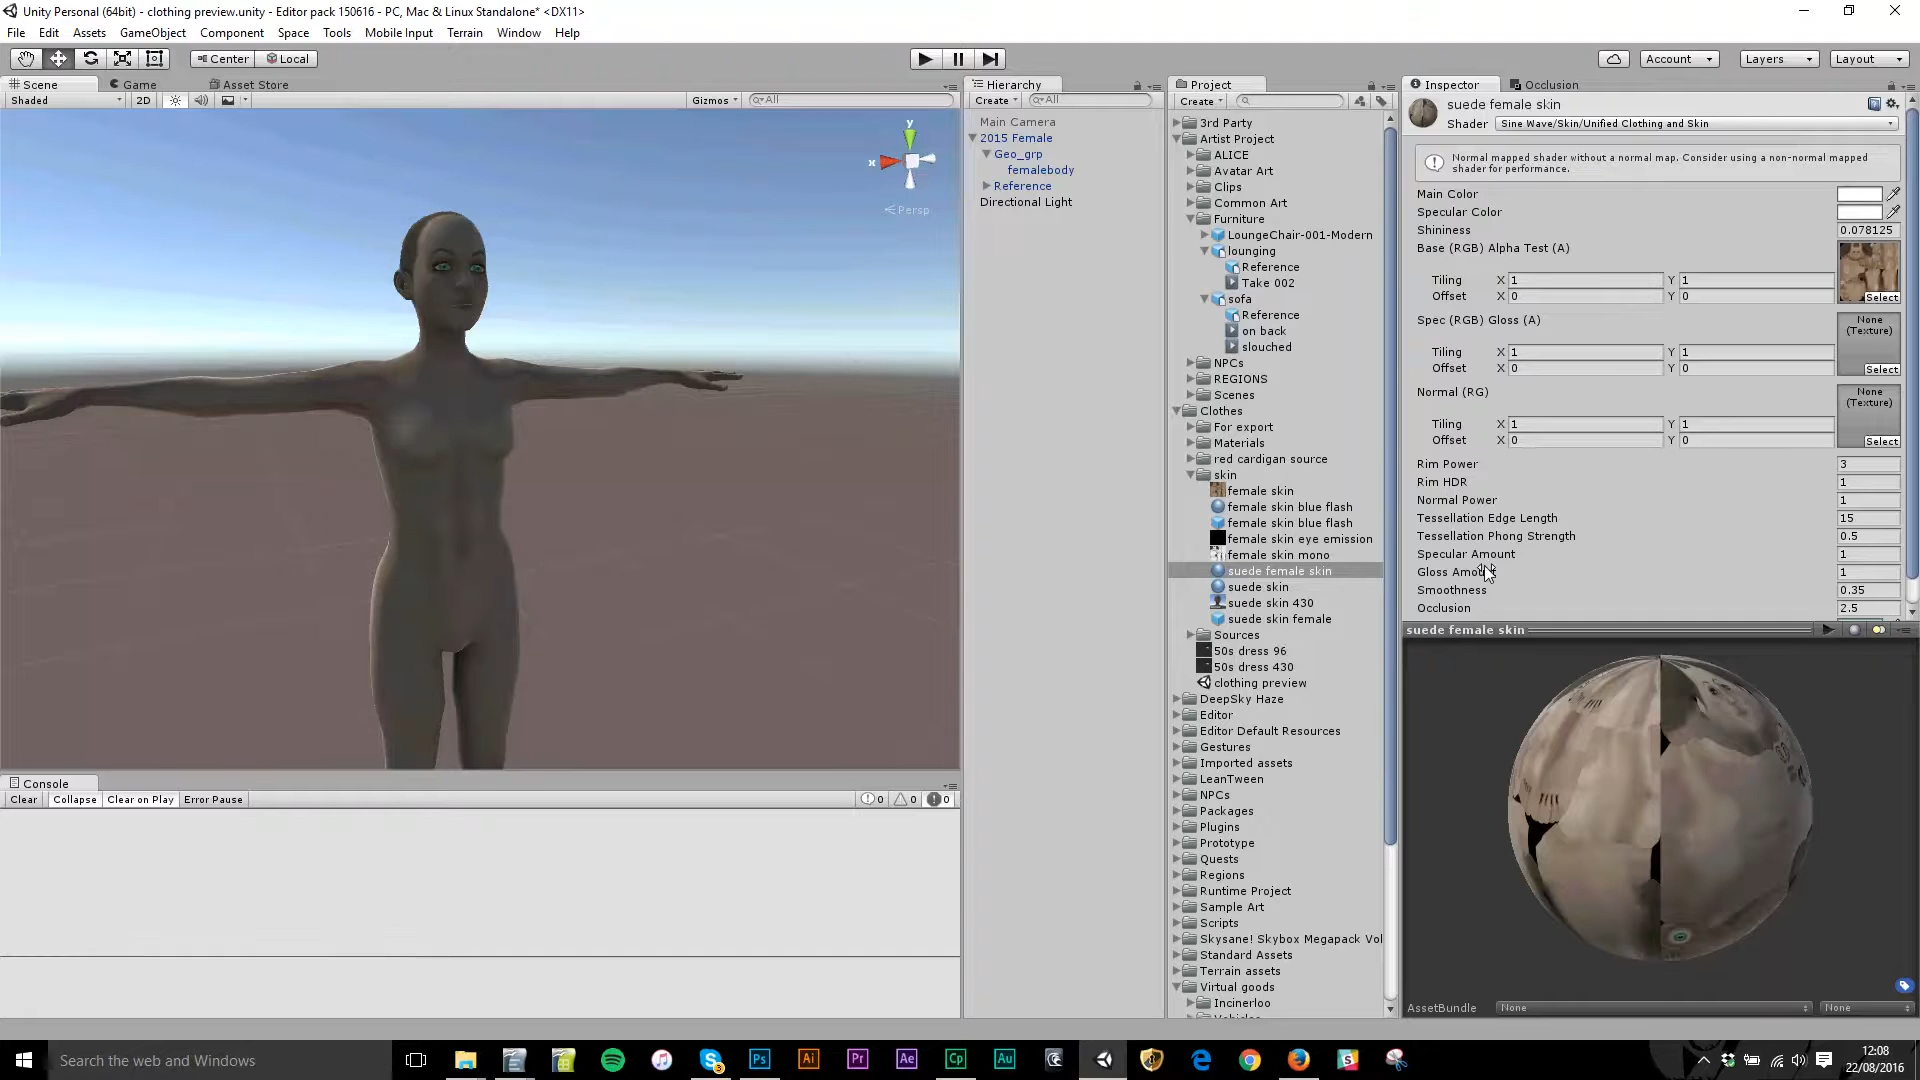 Unity Personal (64bit) - clothing preview.unity - Editor pack 150616 - PC, Mac & Linux Standalone* <DX11>
File Edit Assets GameObject Component Space Tools Mobile Input Terrain Window Help
Center Local
Account Layers Layout
Scene Game Asset Store
Shaded 2D Gizmos All
y
x
Persp
Console
Clear Collapse Clear on Play Error Pause 0 0 0
Hierarchy
Create All
Main Camera
2015 Female
Geo_grp
femalebody
Reference
Directional Light
Project
Create
3rd Party
Artist Project
ALICE
Avatar Art
Clips
Common Art
Furniture
LoungeChair-001-Modern
lounging
Reference
Take 002
sofa
Reference
on back
slouched
NPCs
REGIONS
Scenes
Clothes
For export
Materials
red cardigan source
skin
female skin
female skin blue flash
female skin blue flash
female skin eye emission
female skin mono
suede female skin
suede skin
suede skin 430
suede skin female
Sources
50s dress 96
50s dress 430
clothing preview
DeepSky Haze
Editor
Editor Default Resources
Gestures
Imported assets
LeanTween
NPCs
Packages
Plugins
Prototype
Quests
Regions
Runtime Project
Sample Art
Scripts
Skysane! Skybox Megapack Vol
Standard Assets
Terrain assets
Virtual goods
Incinerloo
Inspector Occlusion
suede female skin
Shader Sine Wave/Skin/Unified Clothing and Skin
Normal mapped shader without a normal map. Consider using a non-normal mapped
shader for performance.
Main Color
Specular Color
Shininess 0.078125
Base (RGB) Alpha Test (A)
Tiling X 1 Y 1
Offset X 0 Y 0
Select
Spec (RGB) Gloss (A)
None
(Texture)
Tiling X 1 Y 1
Offset X 0 Y 0
Select
Normal (RG)
None
(Texture)
Tiling X 1 Y 1
Offset X 0 Y 0
Select
Rim Power 3
Rim HDR 1
Normal Power 1
Tessellation Edge Length 15
Tessellation Phong Strength 0.5
Specular Amount 1
Gloss Amount 1
Smoothness 0.35
Occlusion 2.5
suede female skin
AssetBundle None None
Search the web and Windows
3 Ps Ai Pr Ae Cp Au
12:08
22/08/2016